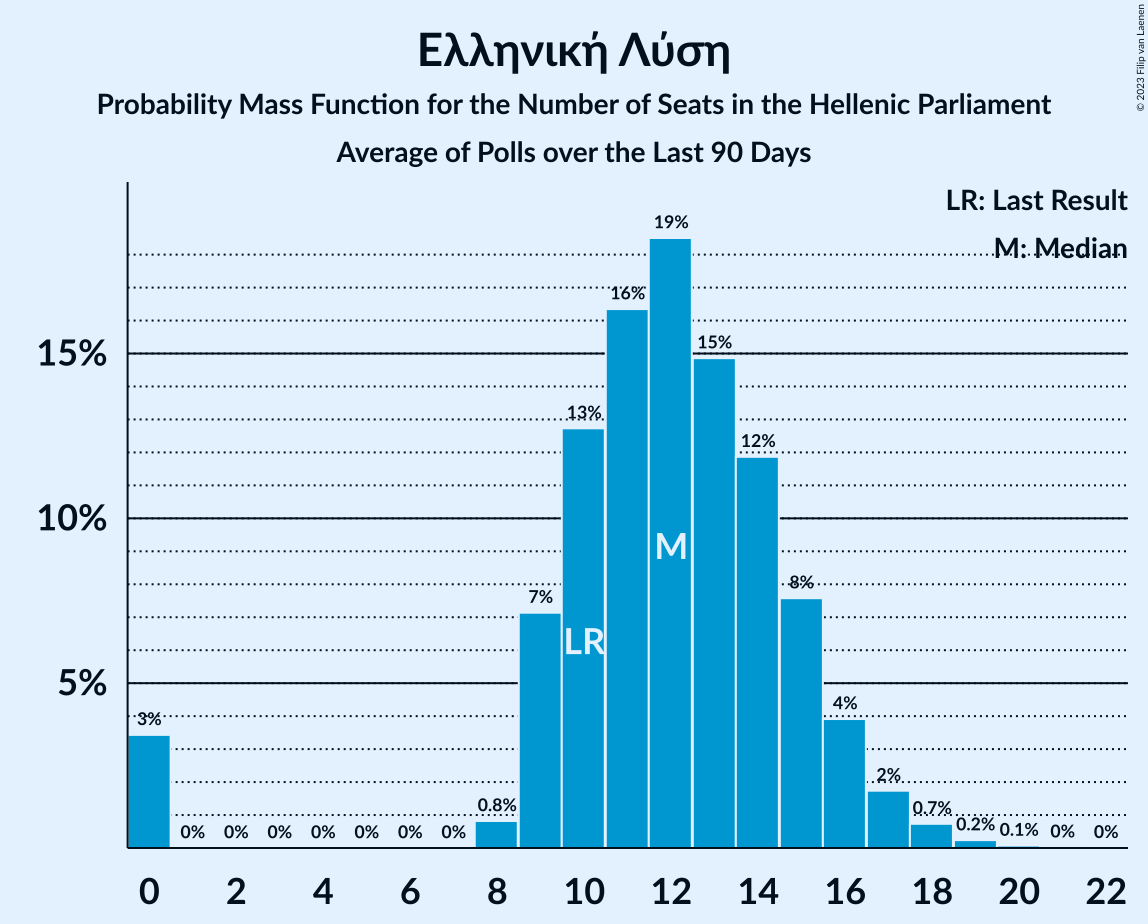 Ελληνική Λύση
Probability Mass Function for the Number of Seats in the Hellenic Parliament
Average of Polls over the Last 90 Days
© 2023 Filip van Laenen
LR: Last Result
M: Median
19%
16%
15%
15%
13%
12%
10%
M
8%
7%
LR
5%
4%
3%
2%
0.8%
0.7%
0.2%
0.1%
0% 0% 0% 0% 0% 0% 0% 0% 0%
0 2 4 6 8 10 12 14 16 18 20 22